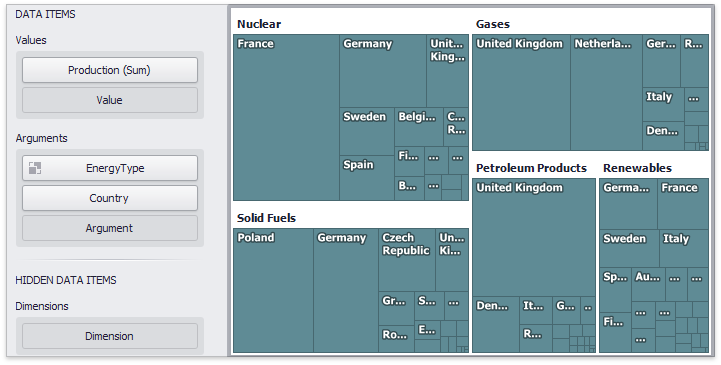 DATA ITEMS
Values
Production (Sum)
Value
Arguments
EnergyType
Country
Argument
HIDDEN DATA ITEMS
Dimensions
Dimension
Nuclear
France
Germany
Unit...
King...
Sweden
Belgi...
C...
R...
Spain
Fi...
...
...
B...
...
Gases
United Kingdom
Netherla...
Ger...
R...
Italy
...
Den...
Solid Fuels
Poland
Germany
Czech
Republic
Un...
Ki...
Gr...
S...
...
Ro...
E...
Petroleum Products
United Kingdom
Den...
It...
G...
..
R...
Renewables
Germa...
France
Sweden
Italy
Sp...
Au...
...
...
Fi...
...
...
...